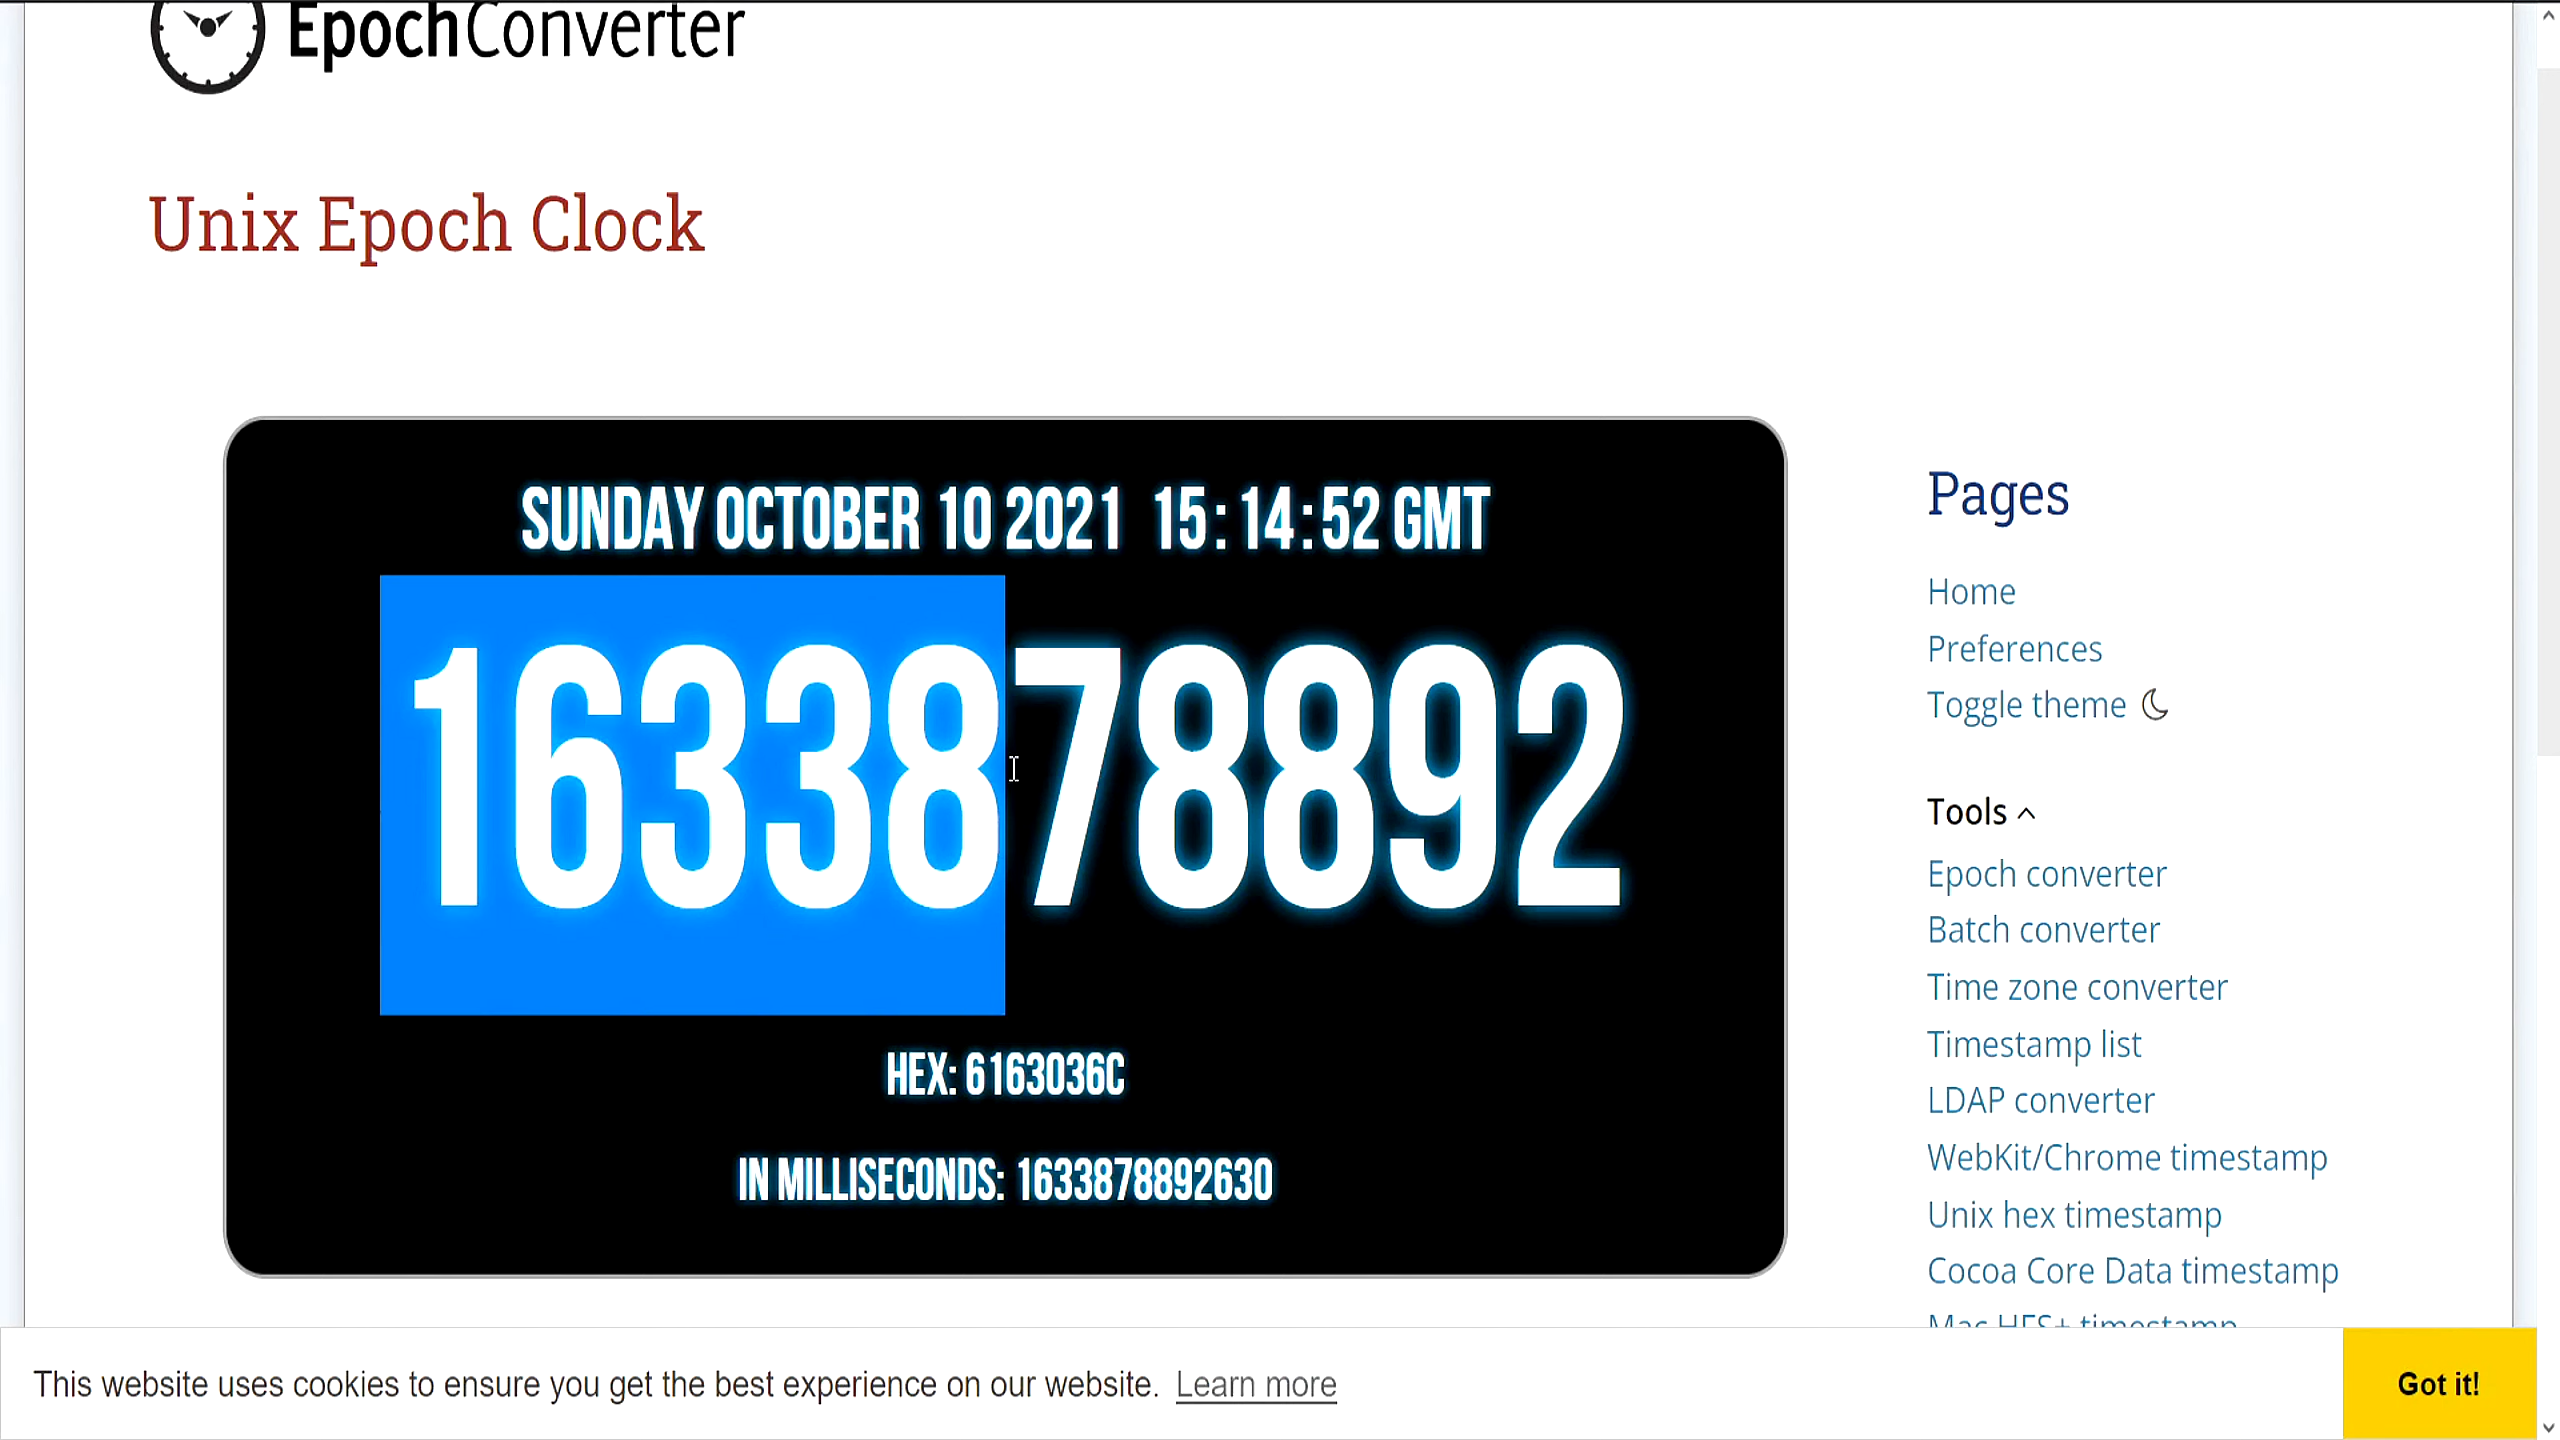 EpochConverter
Unix Epoch Clock
SUNDAY OCTOBER 10 2021 15:14:52 GMT
1633878892
HEX: 6163036C
IN MILLISECONDS: 1633878892630
Pages
Home
Preferences
Toggle theme
Tools
Epoch converter
Batch converter
Time zone converter
Timestamp list
LDAP converter
WebKit/Chrome timestamp
Unix hex timestamp
Cocoa Core Data timestamp
Mac HFS+ timestamp
This website uses cookies to ensure you get the best experience on our website. Learn more
Got it!